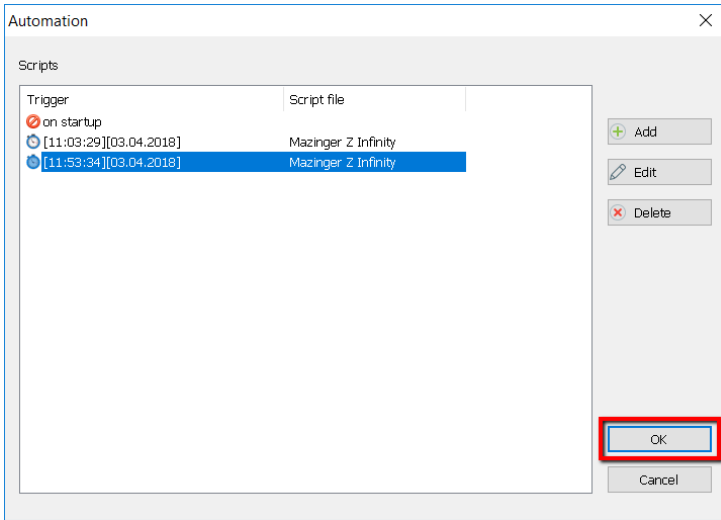 Automation
Scripts
Trigger Script file
on startup
[11:03:29][03.04.2018] Mazinger Z Infinity
[11:53:34][03.04.2018] Mazinger Z Infinity
Add
Edit
Delete
OK
Cancel